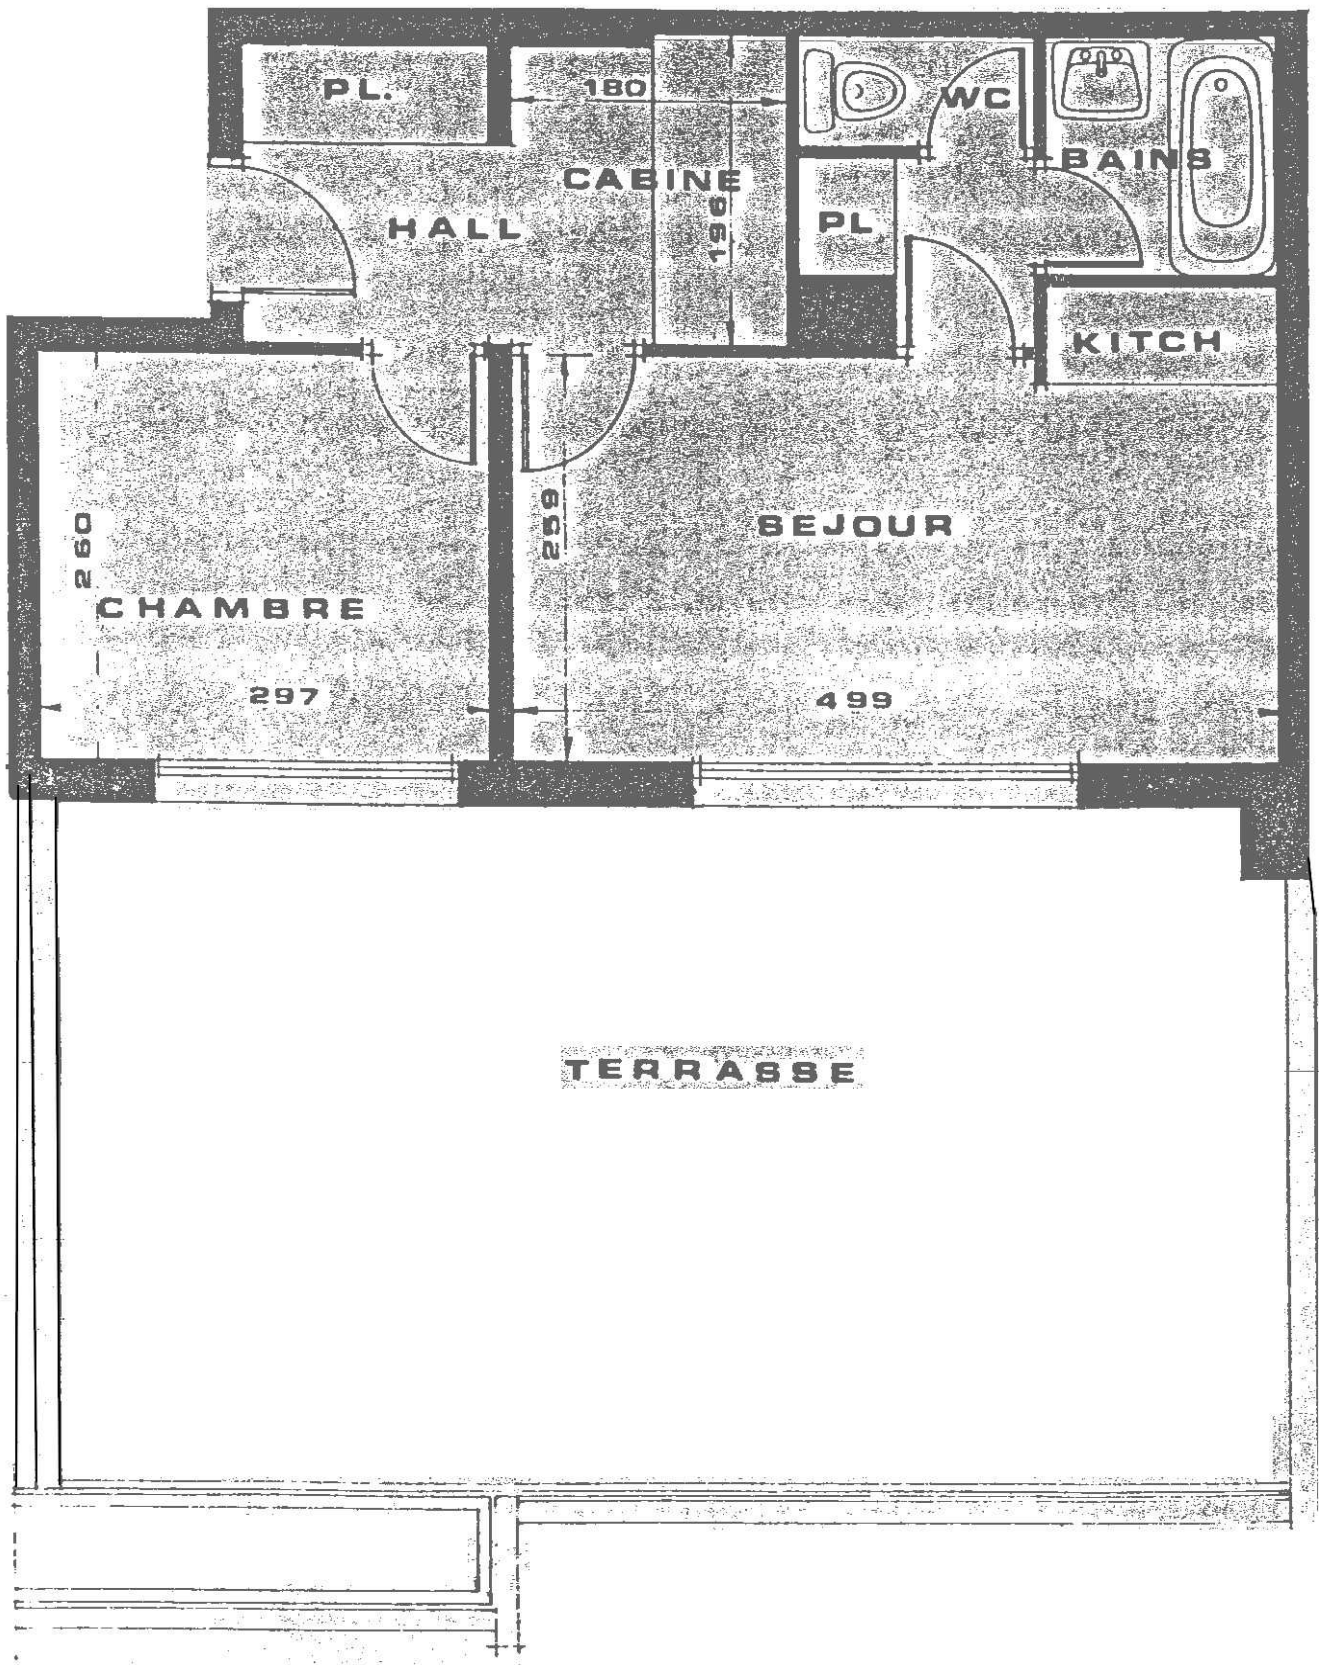 PL.
180
WC
BAINS
CABINE
196
HALL
PL
KITCH
260
259
SEJOUR
CHAMBRE
297
499
TERRASSE